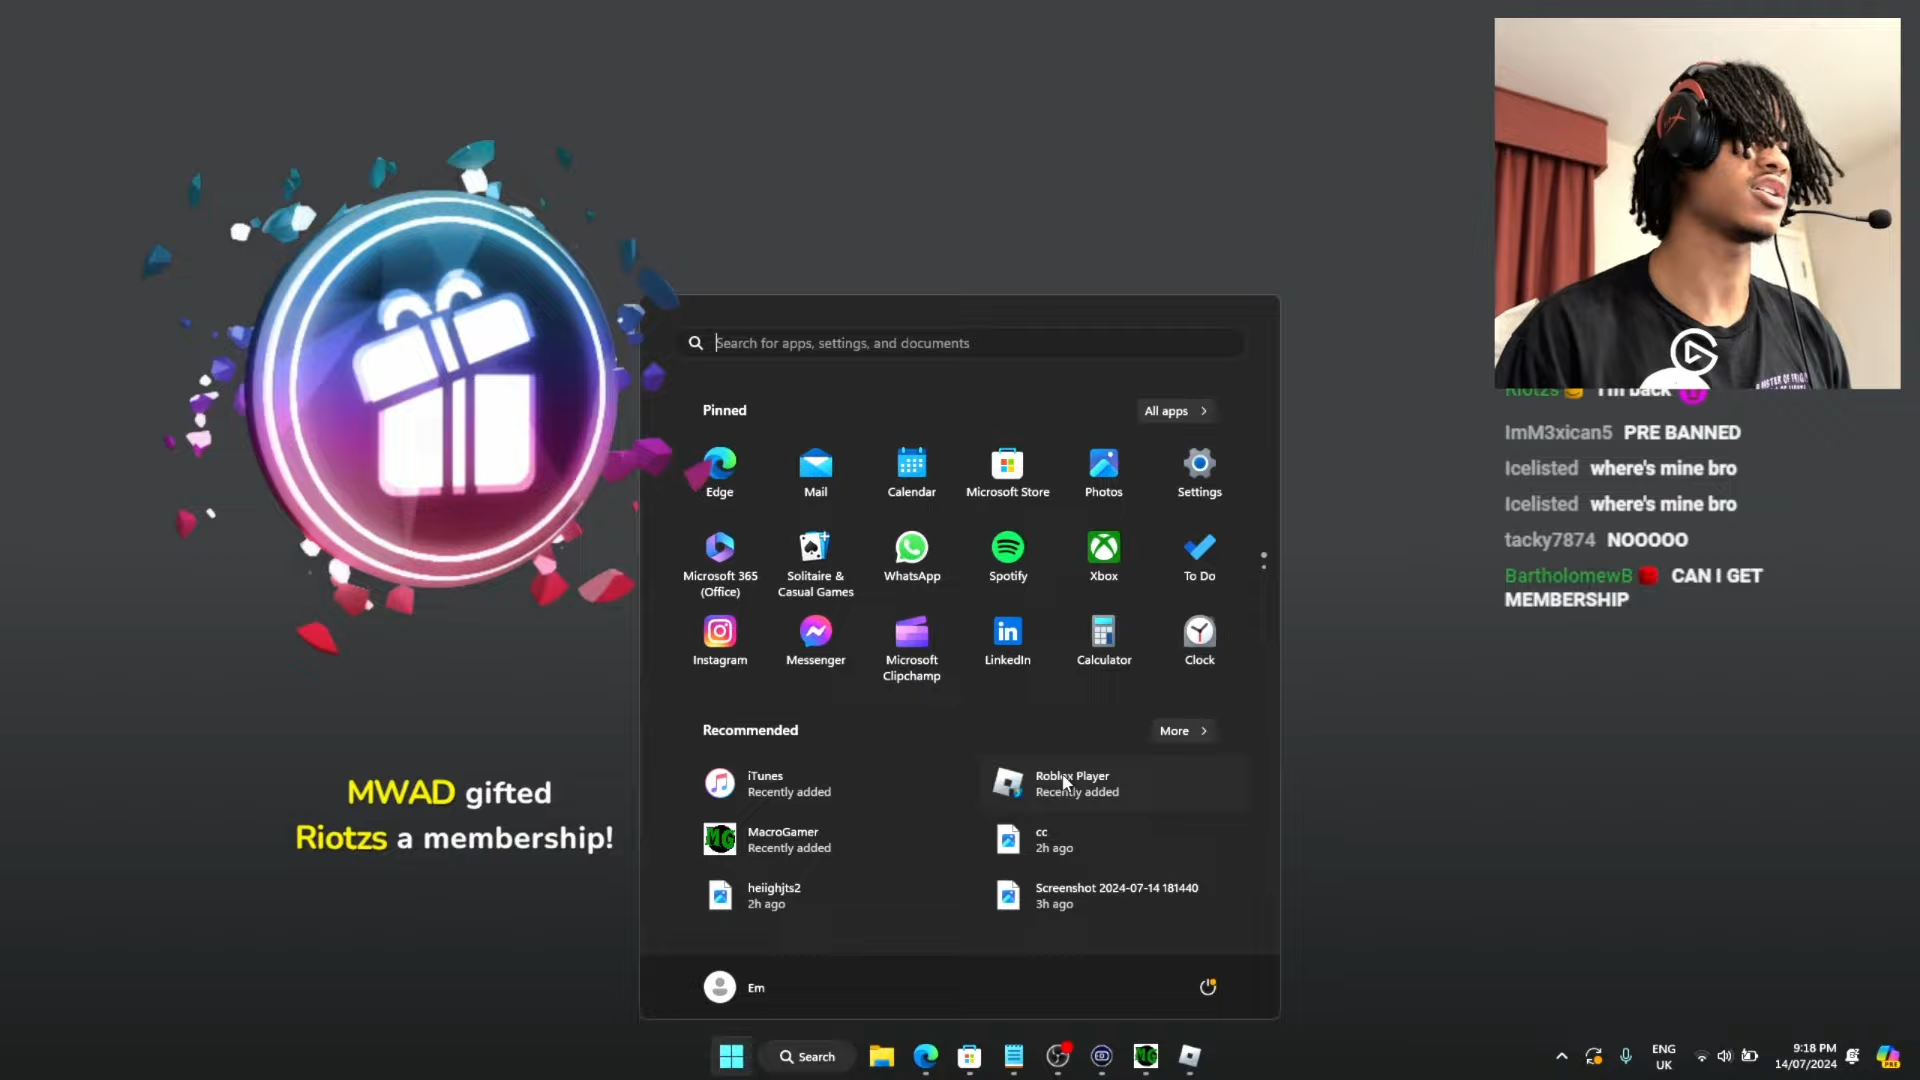 Search for apps, settings, and documents
Pinned
All apps
Edge
Mail
Calendar
Microsoft Store
Photos
Settings
Microsoft 365
(Office)
Solitaire &
Casual Games
WhatsApp
Spotify
Xbox
To Do
Instagram
Messenger
Microsoft
Clipchamp
LinkedIn
Calculator
Clock
Recommended
More
iTunes
Recently added
Roblox Player
Recently added
MacroGamer
Recently added
cc
2h ago
heiighjts2
2h ago
Screenshot 2024-07-14 181440
3h ago
Em
MWAD gifted
Riotzs a membership!
Riotzs I'm back
ImM3xican5 PRE BANNED
Icelisted where's mine bro
Icelisted where's mine bro
tacky7874 NOOOOO
BartholomewB CAN I GET
MEMBERSHIP
Search
ENG
UK
9:18 PM
14/07/2024